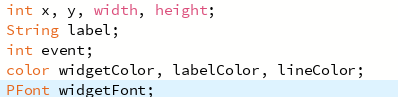 int x, y, width, height;
String label;
int event;
color widgetColor, labelColor, lineColor;
PFont widgetFont;